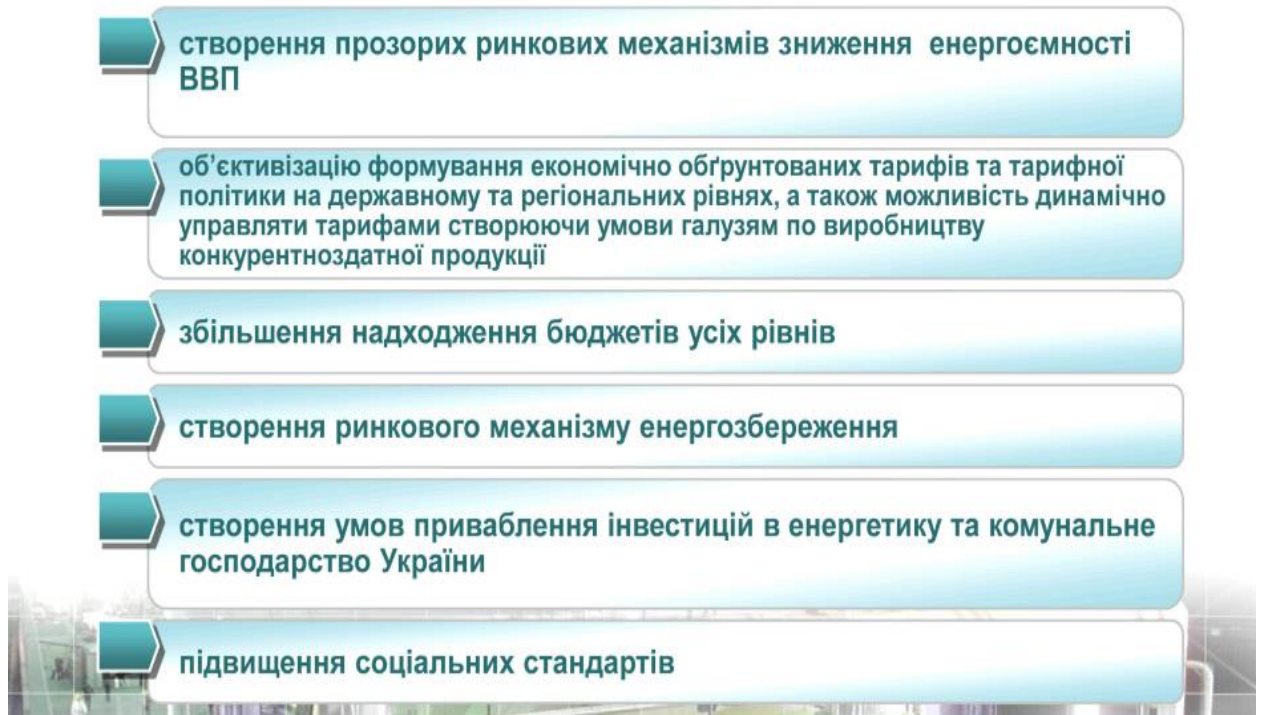 створення прозорих ринкових механізмів зниження енергоємності
ВВП
об’єктивізацію формування економічно обґрунтованих тарифів та тарифної
політики на державному та регіональних рівнях, а також можливість динамічно
управляти тарифами створюючи умови галузям по виробництву
конкурентноздатної продукції
збільшення надходження бюджетів усіх рівнів
створення ринкового механізму енергозбереження
створення умов приваблення інвестицій в енергетику та комунальне
господарство України
підвищення соціальних стандартів